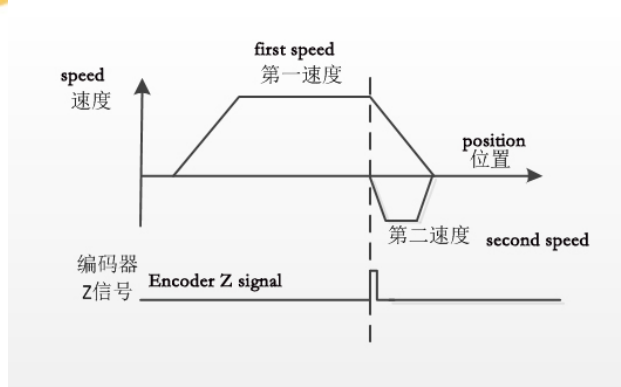 first speed
第一速度
speed
速度
position
位置
第二速度 second speed
编码器
Z信号
Encoder Z signal